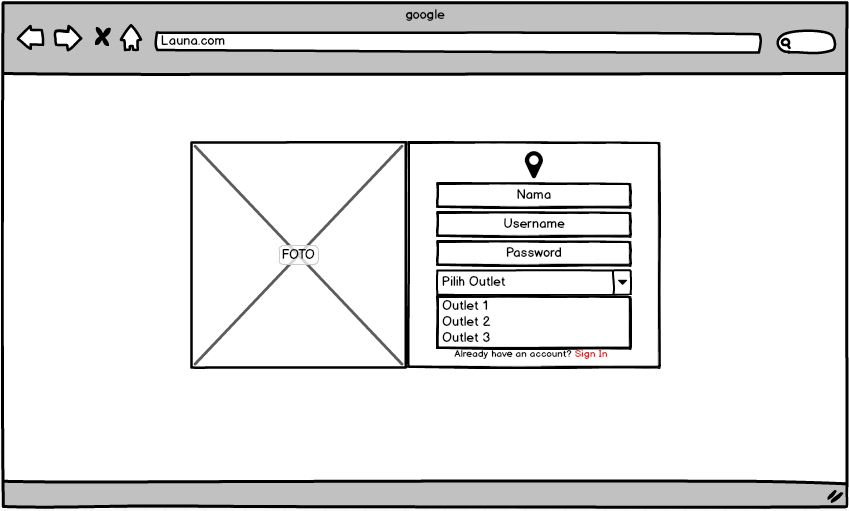 google
Launa.com
FOTO
Nama
Username
Password
Pilih Outlet
Outlet 1
Outlet 2
Outlet 3
Already have an account? Sign In